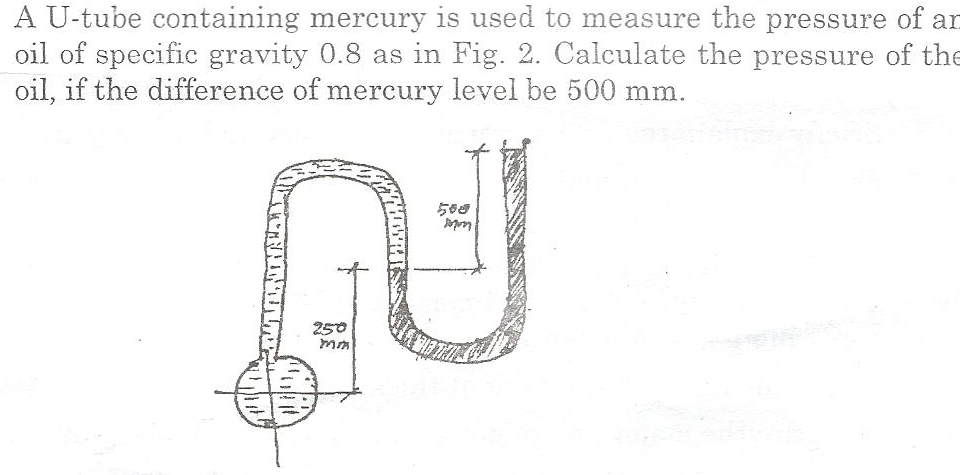 A U-tube containing mercury is used to measure the pressure of an
oil of specific gravity 0.8 as in Fig. 2. Calculate the pressure of the
oil, if the difference of mercury level be 500 mm.
500
mm
250
mm